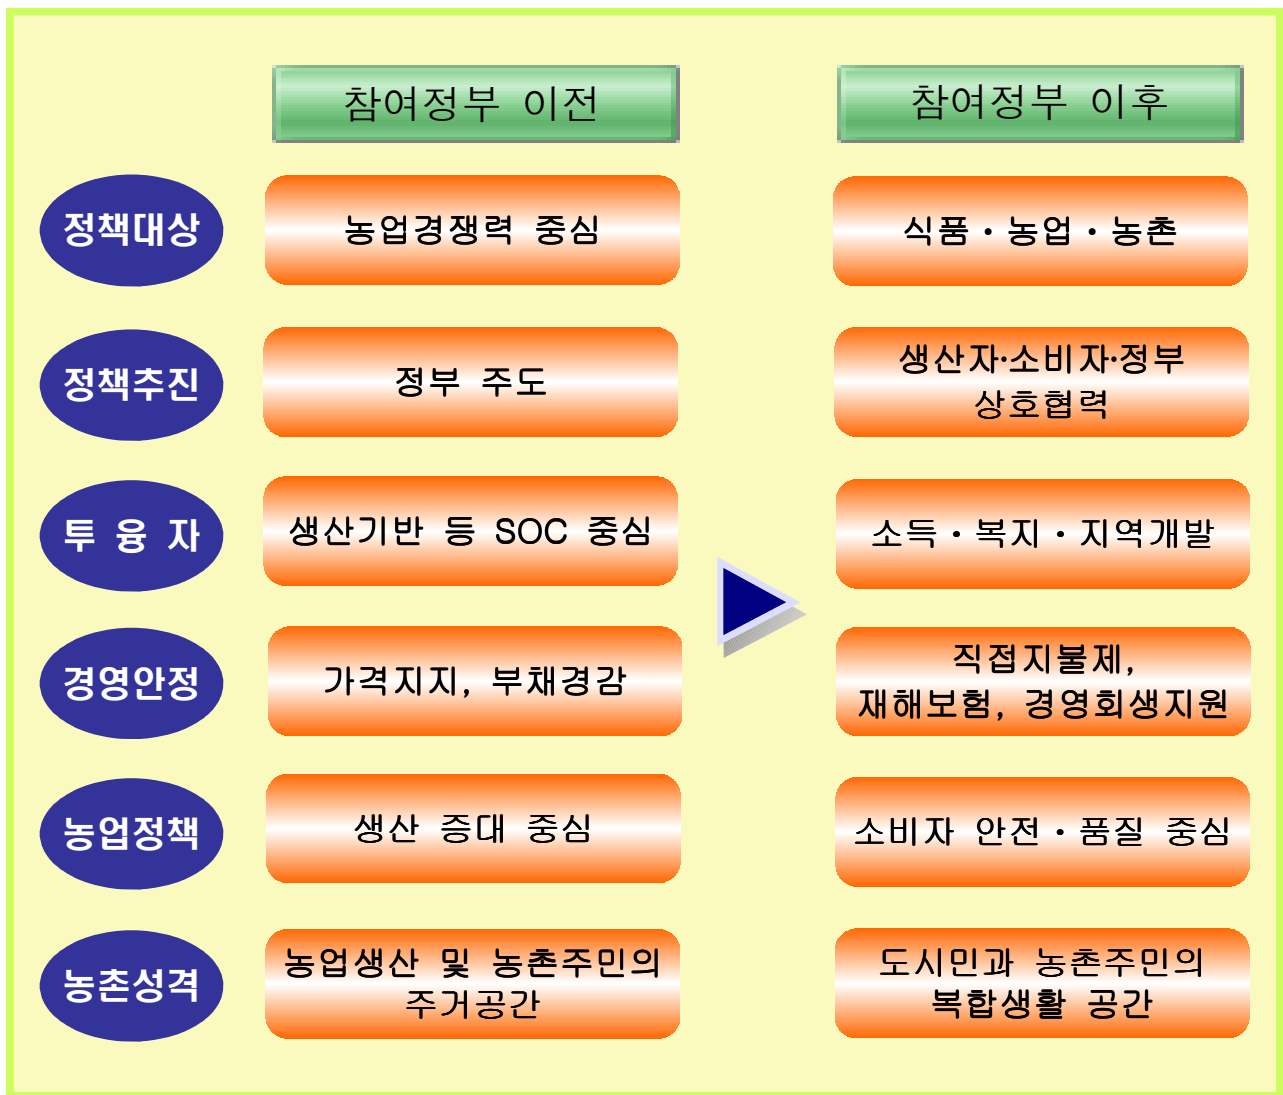 참여정부 이전
참여정부 이후
정책대상
농업경쟁력 중심
식품・농업・농촌
정책추진
정부 주도
생산자·소비자·정부
상호협력
투 융 자
생산기반 등 SOC 중심
소득・복지・지역개발
경영안정
가격지지, 부채경감
직접지불제,
재해보험, 경영회생지원
농업정책
생산 증대 중심
소비자 안전・품질 중심
농촌성격
농업생산 및 농촌주민의
주거공간
도시민과 농촌주민의
복합생활 공간